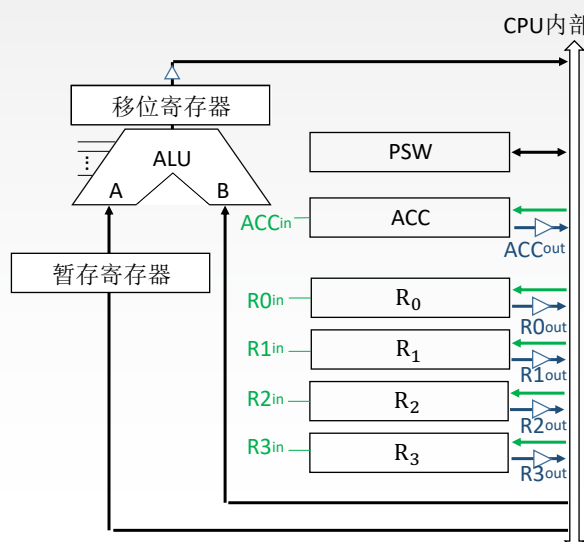 CPU内部
移位寄存器
ALU
A
B
⋮
暂存寄存器
PSW
ACCin
ACC
ACCout
R0in
R₀
R0out
R1in
R₁
R1out
R2in
R₂
R2out
R3in
R₃
R3out